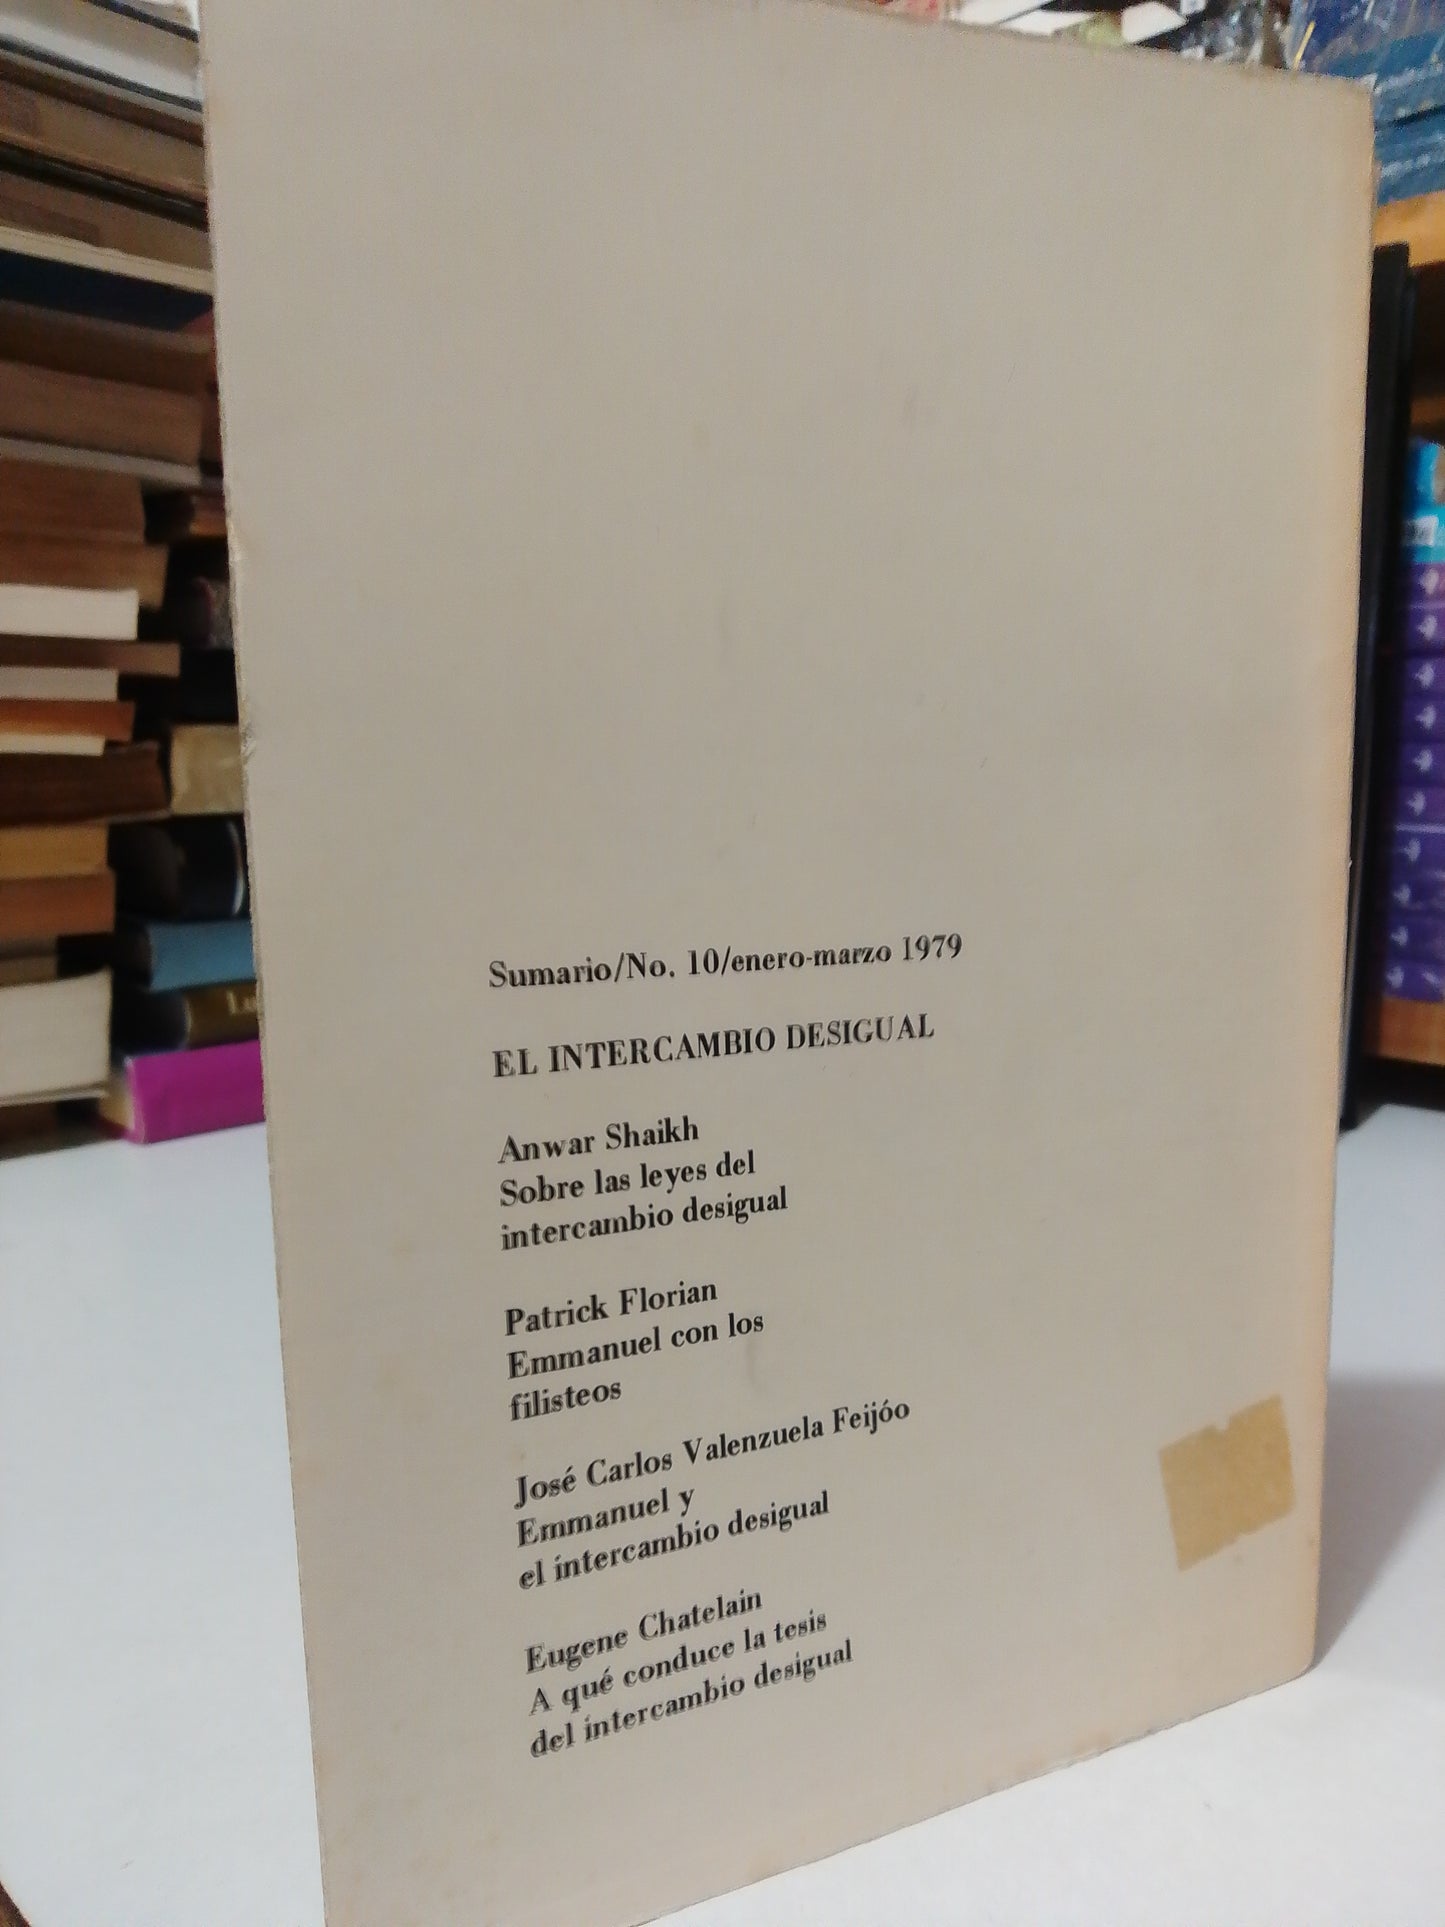 Sumario/No. 10/enero-marzo 1979
EL INTERCAMBIO DESIGUAL
Anwar Shaikh
Sobre las leyes del
intercambio desigual
Patrick Florian
Emmanuel con los
filisteos
José Carlos Valenzuela Feijóo
Emmanuel y
el intercambio desigual
Eugene Chatelain
A qué conduce la tesis
del intercambio desigual